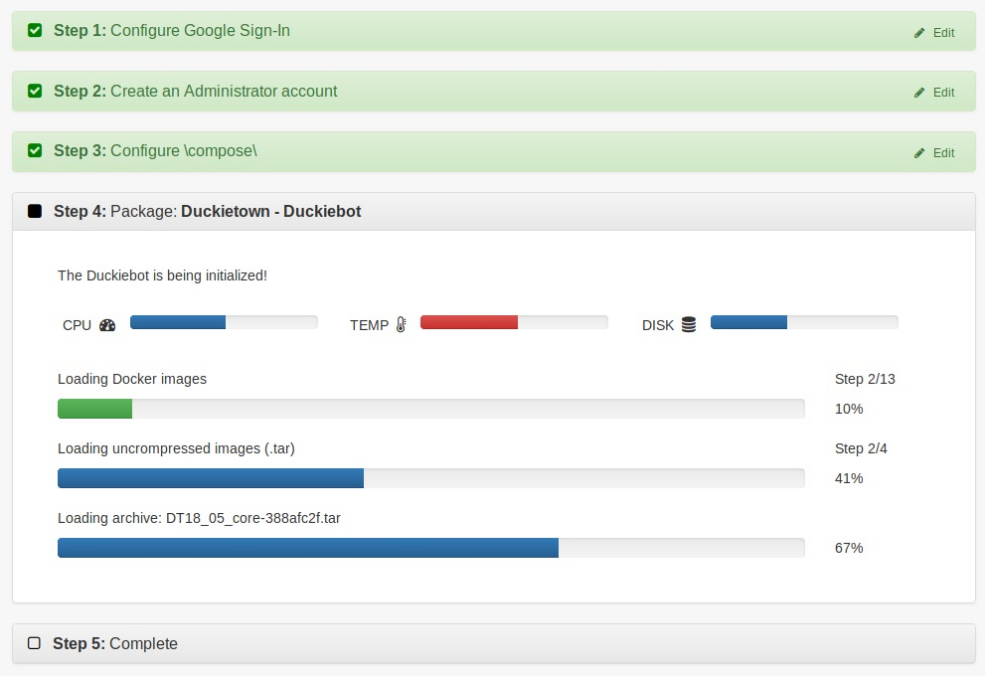 Step 1: Configure Google Sign-In Edit
Step 2: Create an Administrator account Edit
Step 3: Configure \compose\ Edit
Step 4: Package: Duckietown - Duckiebot
The Duckiebot is being initialized!
CPU TEMP DISK
Loading Docker images Step 2/13
10%
Loading uncrompressed images (.tar) Step 2/4
41%
Loading archive: DT18_05_core-388afc2f.tar
67%
Step 5: Complete